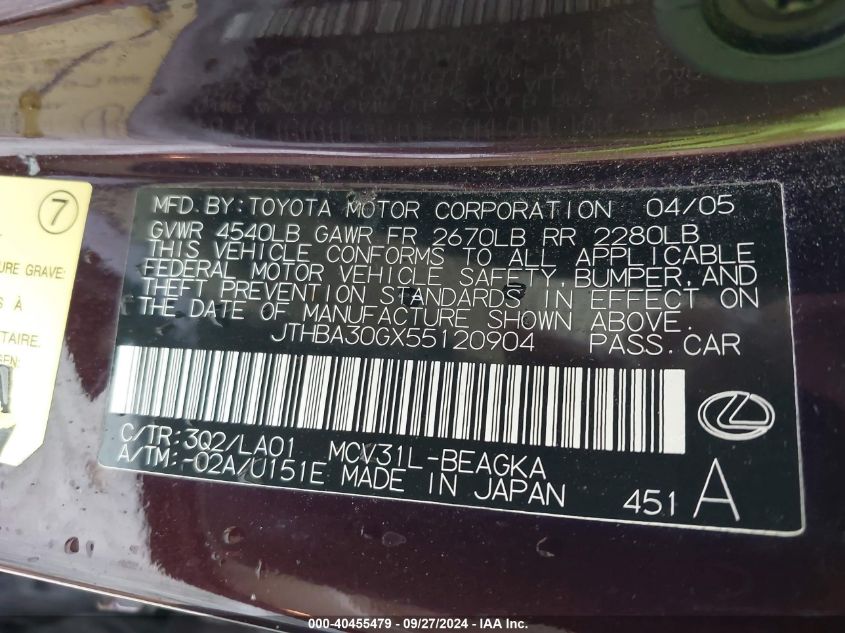 7
MFD.BY:TOYOTA MOTOR CORPORATION 04/05
GVWR 4540LB GAWR FR 2670LB RR 2280LB
THIS VEHICLE CONFORMS TO ALL APPLICABLE
FEDERAL MOTOR VEHICLE SAFETY,BUMPER,AND
THEFT PREVENTION STANDARDS IN EFFECT ON
THE DATE OF MANUFACTURE SHOWN ABOVE.
JTHBA30GX55120904 PASS.CAR
URE GRAVE
S À
TAIRE.
C/TR:3Q2/LA01 MCV31L-BEAGKA
A/TM:-02A/U151E MADE IN JAPAN
451 A
000-40455479 - 09/27/2024 - IAA Inc.